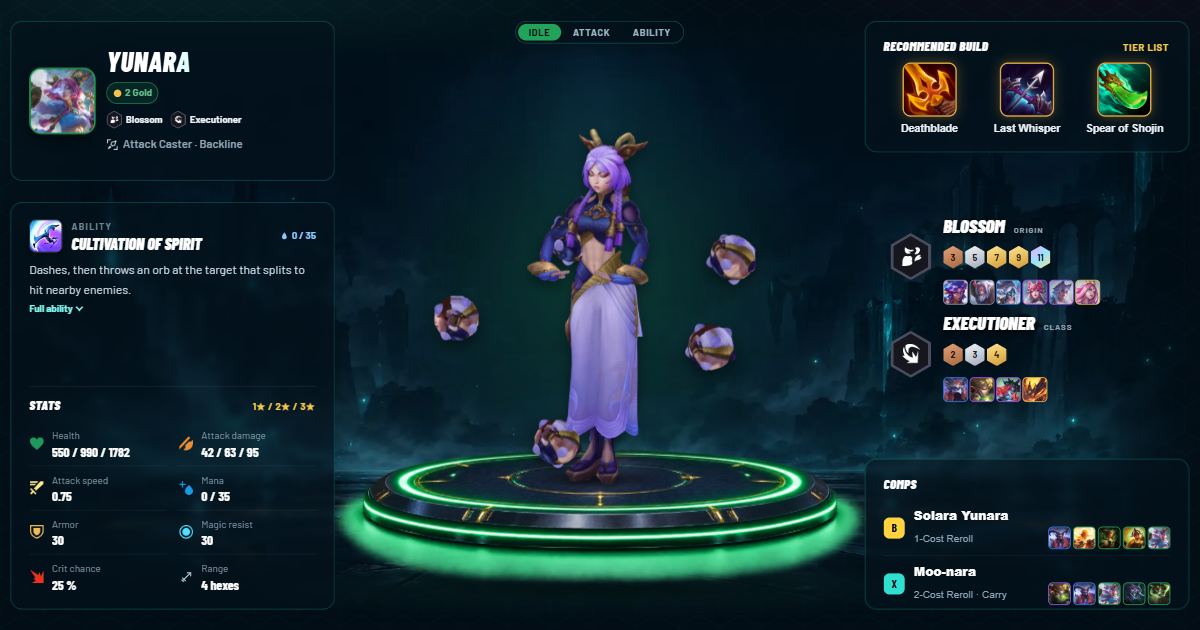 YUNARA
2 Gold
Blossom Executioner
Attack Caster · Backline
ABILITY
CULTIVATION OF SPIRIT
0 / 35
Dashes, then throws an orb at the target that splits to
hit nearby enemies.
Full ability
STATS
1★ / 2★ / 3★
Health
550 / 990 / 1782
Attack damage
42 / 63 / 95
Attack speed
0.75
Mana
0 / 35
Armor
30
Magic resist
30
Crit chance
25 %
Range
4 hexes
IDLE ATTACK ABILITY
RECOMMENDED BUILD
TIER LIST
Deathblade Last Whisper Spear of Shojin
BLOSSOM ORIGIN
3 5 7 9 11
EXECUTIONER CLASS
2 3 4
COMPS
B
Solara Yunara
1-Cost Reroll
X
Moo-nara
2-Cost Reroll · Carry